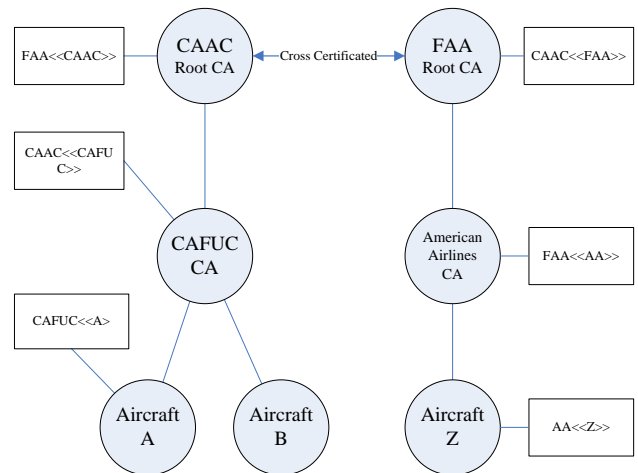 FAA<<CAAC>>
CAAC
Root CA
Cross Certificated
FAA
Root CA
CAAC<<FAA>>
CAAC<<CAFU
C>>
CAFUC
CA
American
Airlines
CA
FAA<<AA>>
CAFUC<<A>
Aircraft
A
Aircraft
B
Aircraft
Z
AA<<Z>>